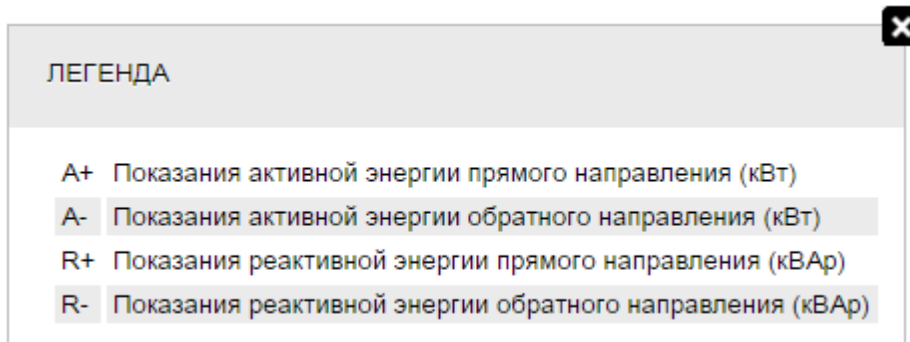 ЛЕГЕНДА
A+ Показания активной энергии прямого направления (кВт)
A- Показания активной энергии обратного направления (кВт)
R+ Показания реактивной энергии прямого направления (кВАр)
R- Показания реактивной энергии обратного направления (кВАр)